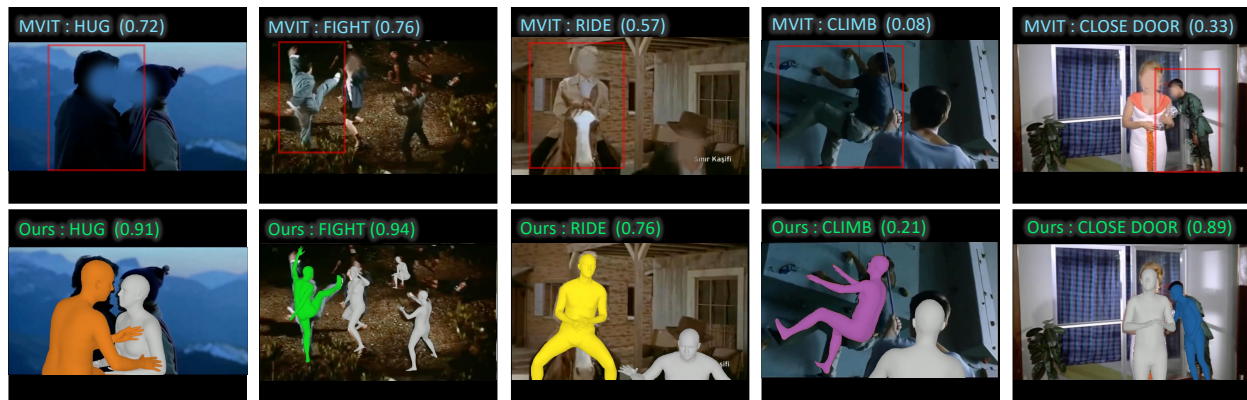 MVIT : HUG (0.72)
MVIT : FIGHT (0.76)
MVIT : RIDE (0.57)
MVIT : CLIMB (0.08)
MVIT : CLOSE DOOR (0.33)
Sınır Kaşifi
Ours : HUG (0.91)
Ours : FIGHT (0.94)
Ours : RIDE (0.76)
Ours : CLIMB (0.21)
Ours : CLOSE DOOR (0.89)